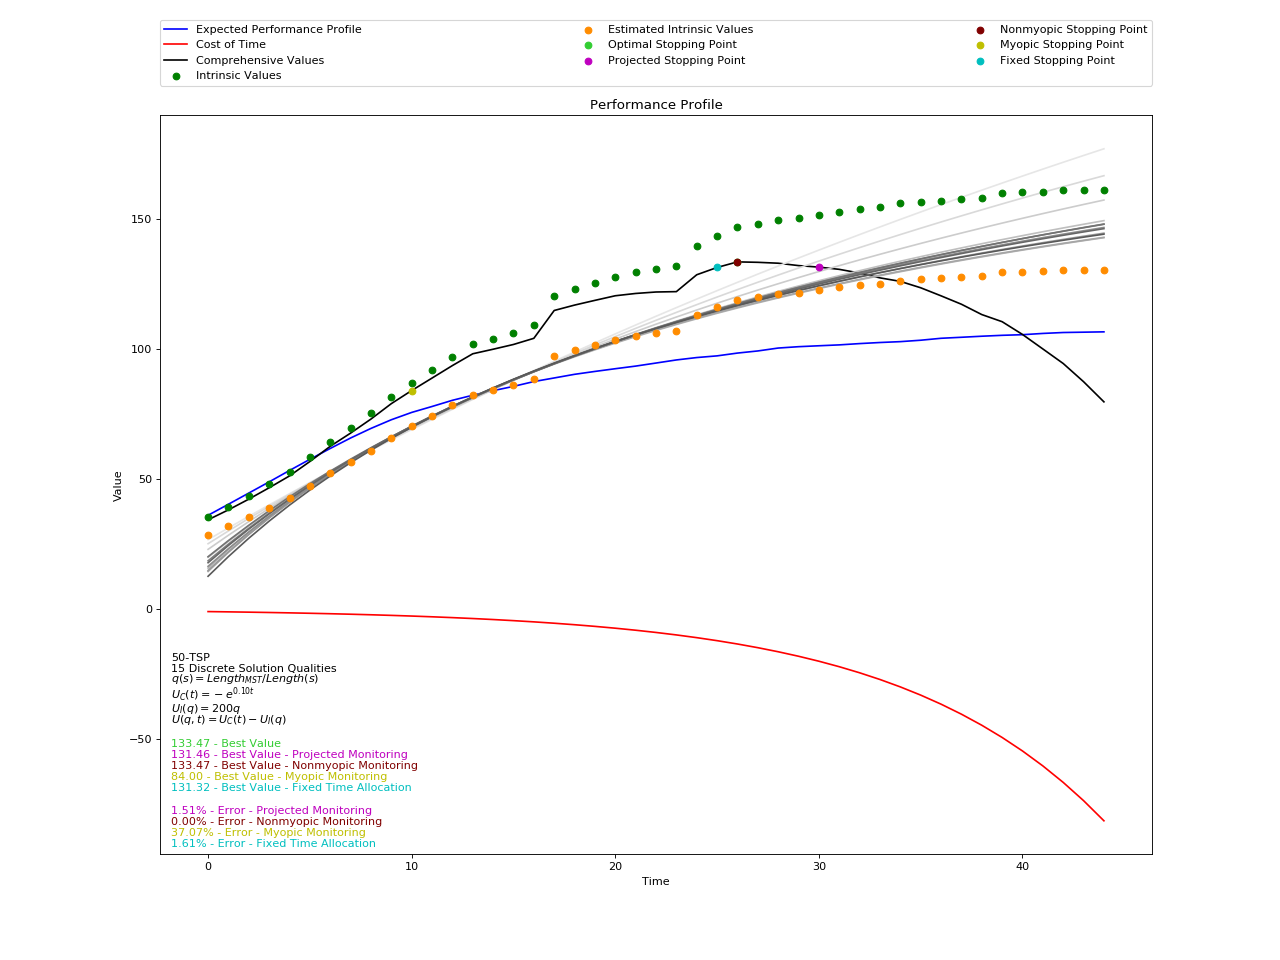 Expected Performance Profile
Cost of Time
Comprehensive Values
Intrinsic Values
Estimated Intrinsic Values
Optimal Stopping Point
Projected Stopping Point
Nonmyopic Stopping Point
Myopic Stopping Point
Fixed Stopping Point
Performance Profile
Value
150
100
50
0
−50
50-TSP
15 Discrete Solution Qualities
q(s) = Length_{MST}/Length(s)
U_C(t) = −e^{0.10t}
U_I(q) = 200q
U(q, t) = U_C(t) − U_I(q)
133.47 - Best Value
131.46 - Best Value - Projected Monitoring
133.47 - Best Value - Nonmyopic Monitoring
84.00 - Best Value - Myopic Monitoring
131.32 - Best Value - Fixed Time Allocation
1.51% - Error - Projected Monitoring
0.00% - Error - Nonmyopic Monitoring
37.07% - Error - Myopic Monitoring
1.61% - Error - Fixed Time Allocation
0 10 20 30 40
Time